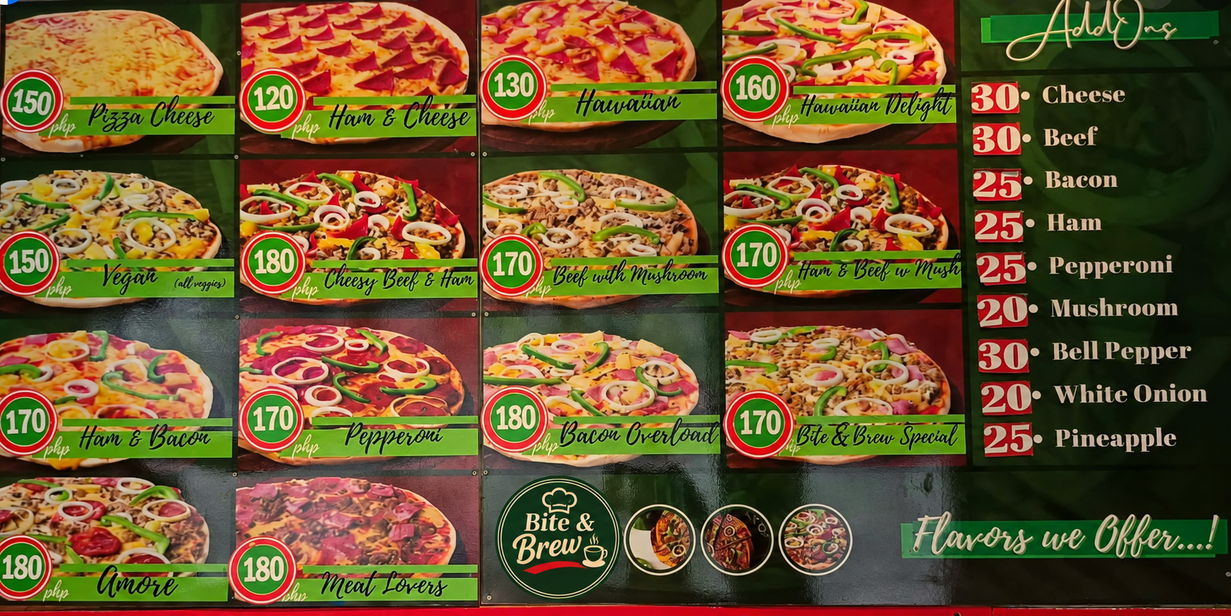 150 php Pizza Cheese
120 php Ham & Cheese
130 php Hawaiian
160 php Hawaiian Delight
150 php Vegan (all veggies)
180 php Cheesy Beef & Ham
170 php Beef with Mushroom
170 php Ham & Beef w Mush
170 php Ham & Bacon
170 php Pepperoni
180 php Bacon Overload
170 php Bite & Brew Special
180 php Amoré
180 php Meat Lovers
Bite &
Brew
AddOns
30 • Cheese
30 • Beef
25 • Bacon
25 • Ham
25 • Pepperoni
20 • Mushroom
30 • Bell Pepper
20 • White Onion
25 • Pineapple
Flavors we Offer...!